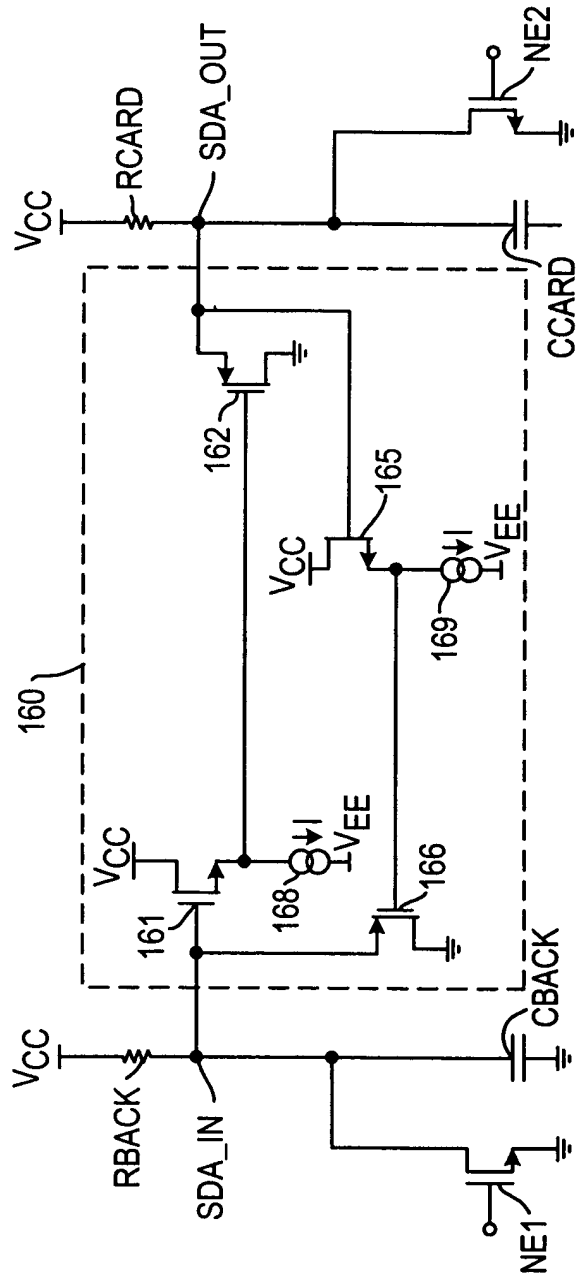 VCC
RBACK
SDA_IN
CBACK
NE1
160
VCC
161
168
I
VEE
166
162
VCC
165
169
I
VEE
VCC
RCARD
SDA_OUT
CCARD
NE2